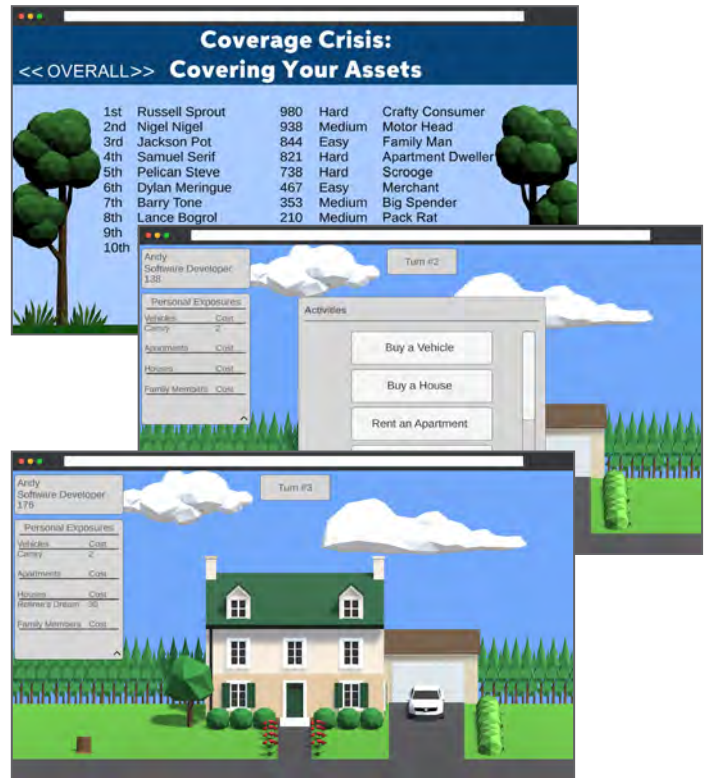 Coverage Crisis:
<< OVERALL>> Covering Your Assets
1st Russell Sprout 980 Hard Crafty Consumer
2nd Nigel Nigel 938 Medium Motor Head
3rd Jackson Pot 844 Easy Family Man
4th Samuel Serif 821 Hard Apartment Dweller
5th Pelican Steve 738 Hard Scrooge
6th Dylan Meringue 467 Easy Merchant
7th Barry Tone 353 Medium Big Spender
8th Lance Bogrol 210 Medium Pack Rat
9th
10th
Andy
Software Developer
138
Turn #2
Personal Exposures
Vehicles Cost
Camry 2
Apartments Cost
Houses Cost
Family Members Cost
Activities
Buy a Vehicle
Buy a House
Rent an Apartment
Andy
Software Developer
176
Turn #3
Personal Exposures
Vehicles Cost
Camry 2
Apartments Cost
Houses Cost
Retiree's Dream 30
Family Members Cost